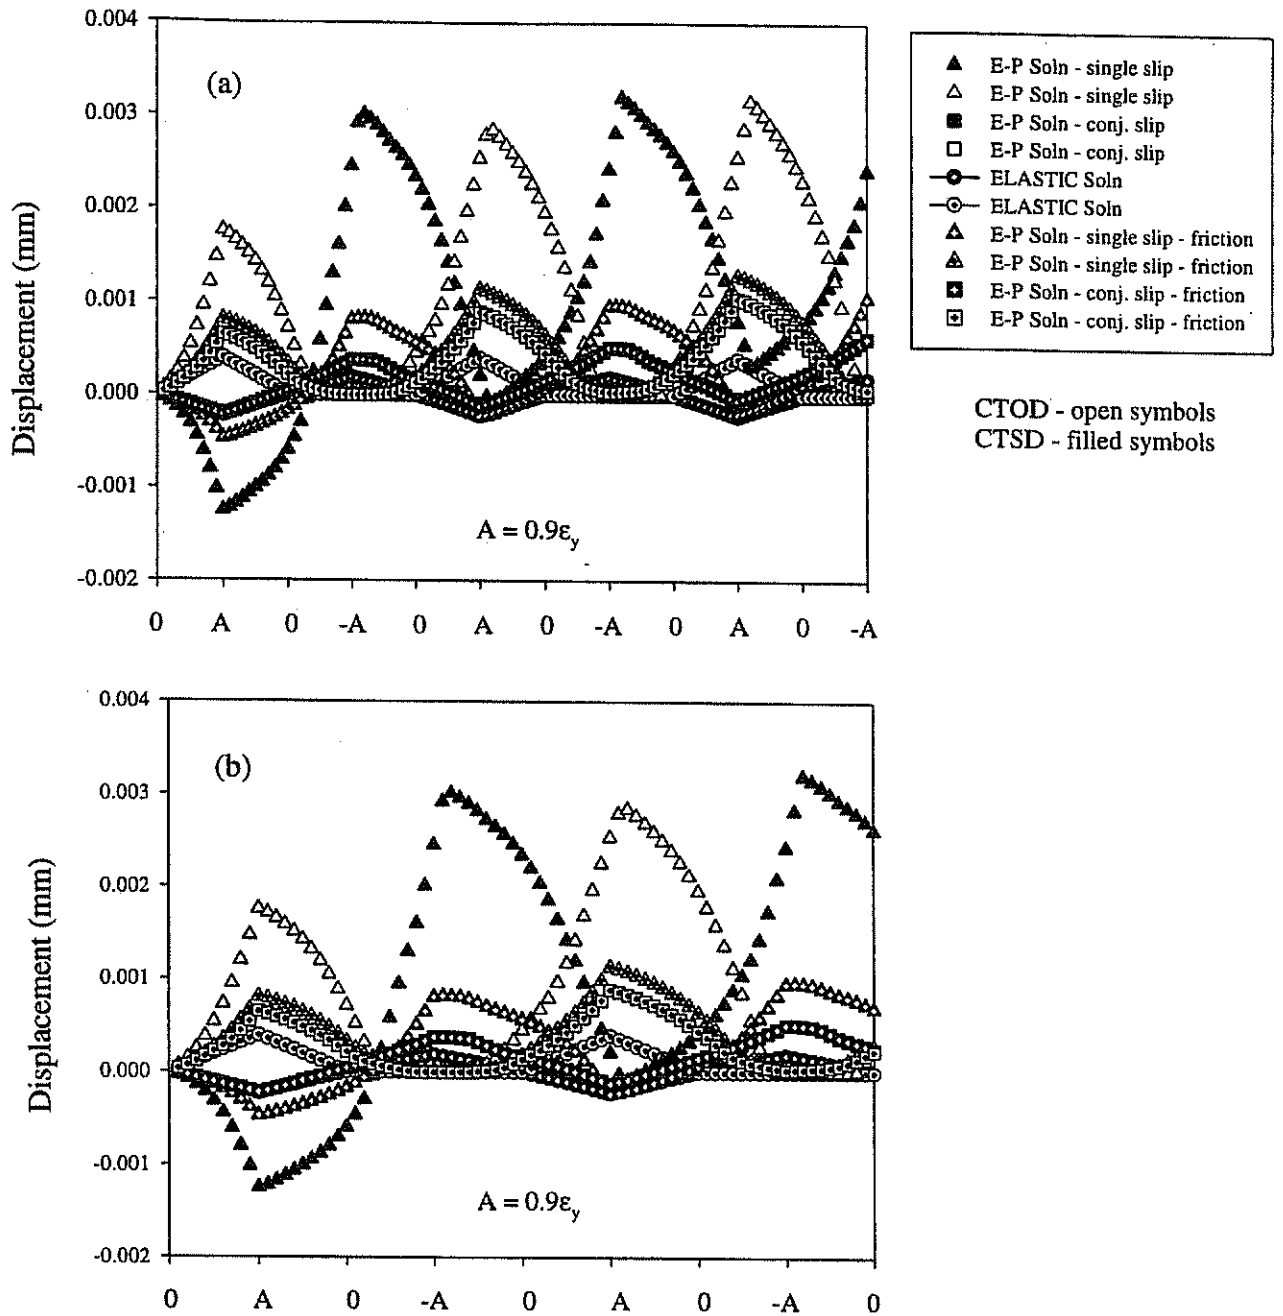 0.004
(a)
0.003
0.002
0.001
0.000
-0.001
-0.002
Displacement (mm)
A = 0.9εy
0 A 0 -A 0 A 0 -A 0 A 0 -A
E-P Soln - single slip
E-P Soln - single slip
E-P Soln - conj. slip
E-P Soln - conj. slip
ELASTIC Soln
ELASTIC Soln
E-P Soln - single slip - friction
E-P Soln - single slip - friction
E-P Soln - conj. slip - friction
E-P Soln - conj. slip - friction
CTOD - open symbols
CTSD - filled symbols
0.004
(b)
0.003
0.002
0.001
0.000
-0.001
-0.002
Displacement (mm)
A = 0.9εy
0 A 0 -A 0 A 0 -A 0